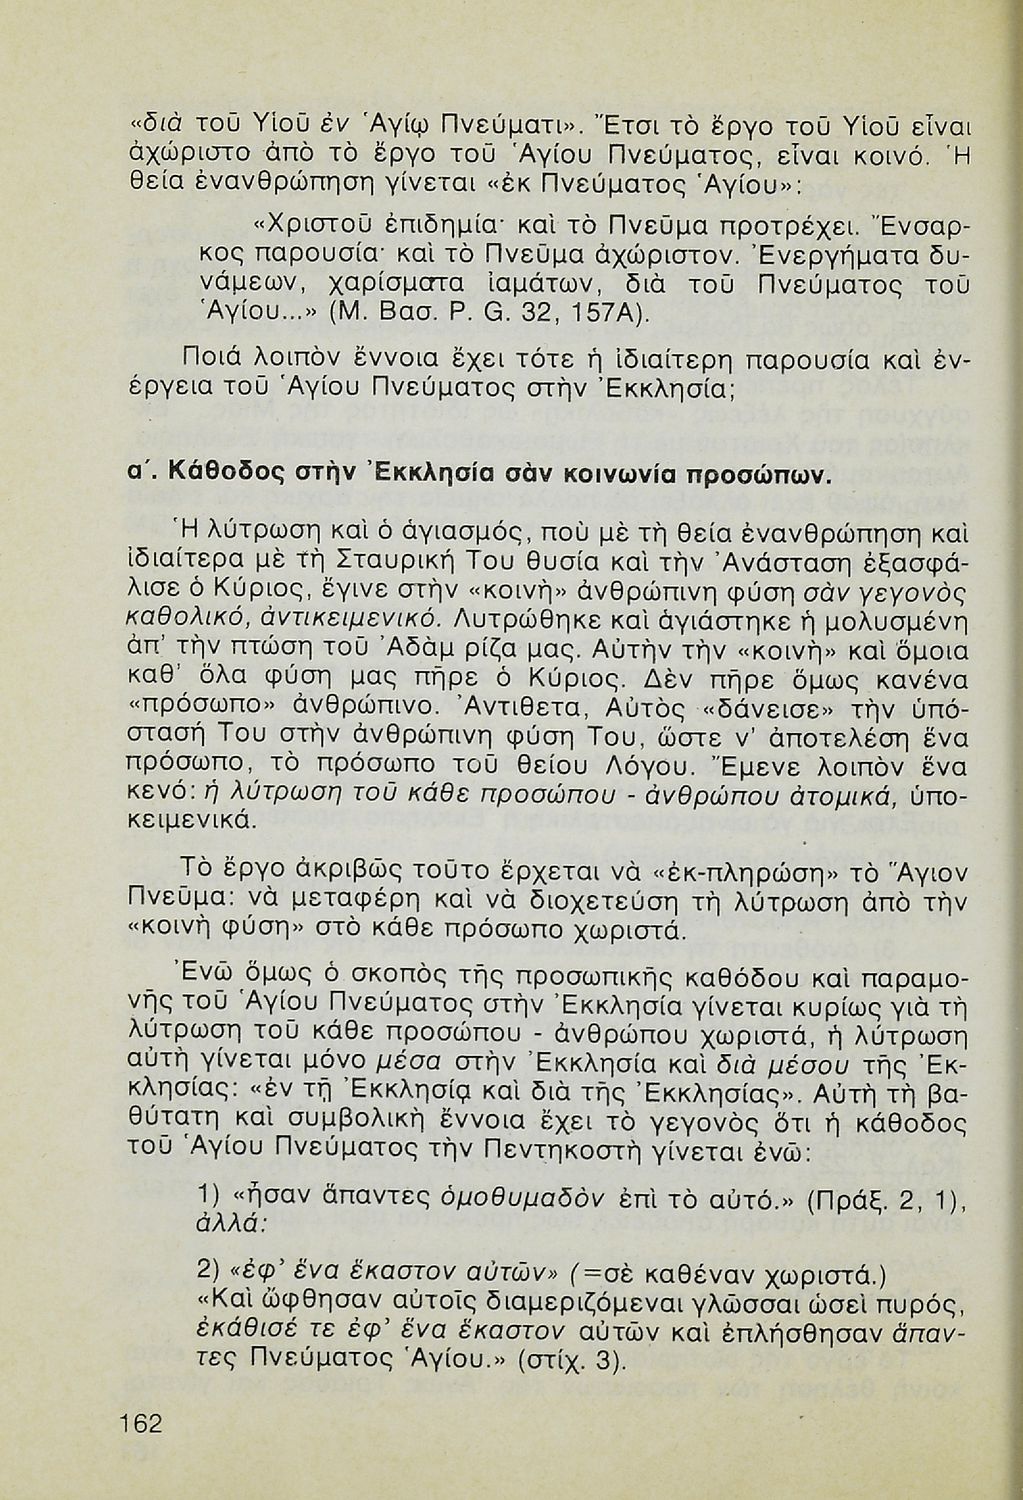 «διὰ τοῦ Υἱοῦ ἐν Ἁγίῳ Πνεύματι». Ἔτσι τὸ ἔργο τοῦ Υἱοῦ εἶναι
ἀχώριστο ἀπὸ τὸ ἔργο τοῦ Ἁγίου Πνεύματος, εἶναι κοινό. Ἡ
θεία ἐνανθρώπηση γίνεται «ἐκ Πνεύματος Ἁγίου»:
«Χριστοῦ ἐπιδημία· καὶ τὸ Πνεῦμα προτρέχει. Ἔνσαρ-
κος παρουσία· καὶ τὸ Πνεῦμα ἀχώριστον. Ἐνεργήματα δυ-
νάμεων, χαρίσματα ἰαμάτων, διὰ τοῦ Πνεύματος τοῦ
Ἁγίου...» (Μ. Βασ. P. G. 32, 157A).
Ποιά λοιπὸν ἔννοια ἔχει τότε ἡ ἰδιαίτερη παρουσία καὶ ἐν-
έργεια τοῦ Ἁγίου Πνεύματος στὴν Ἐκκλησία;
α΄. Κάθοδος στὴν Ἐκκλησία σὰν κοινωνία προσώπων.
Ἡ λύτρωση καὶ ὁ ἁγιασμός, ποὺ μὲ τὴ θεία ἐνανθρώπηση καὶ
ἰδιαίτερα μὲ τὴ Σταυρική Του θυσία καὶ τὴν Ἀνάσταση ἐξασφά-
λισε ὁ Κύριος, ἔγινε στὴν «κοινὴ» ἀνθρώπινη φύση σὰν γεγονὸς
καθολικό, ἀντικειμενικό. Λυτρώθηκε καὶ ἁγιάστηκε ἡ μολυσμένη
ἀπ' τὴν πτώση τοῦ Ἀδὰμ ρίζα μας. Αὐτὴν τὴν «κοινὴ» καὶ ὅμοια
καθ' ὅλα φύση μας πῆρε ὁ Κύριος. Δὲν πῆρε ὅμως κανένα
«πρόσωπο» ἀνθρώπινο. Ἀντιθετα, Αὐτὸς «δάνεισε» τὴν ὑπό-
στασή Του στὴν ἀνθρώπινη φύση Του, ὥστε ν' ἀποτελέση ἕνα
πρόσωπο, τὸ πρόσωπο τοῦ θείου Λόγου. Ἔμενε λοιπὸν ἕνα
κενό: ἡ λύτρωση τοῦ κάθε προσώπου - ἀνθρώπου ἀτομικά, ὑπο-
κειμενικά.
Τὸ ἔργο ἀκριβῶς τοῦτο ἔρχεται νὰ «ἐκ-πληρώση» τὸ Ἅγιον
Πνεῦμα: νὰ μεταφέρη καὶ νὰ διοχετεύση τὴ λύτρωση ἀπὸ τὴν
«κοινὴ φύση» στὸ κάθε πρόσωπο χωριστά.
Ἐνῶ ὅμως ὁ σκοπὸς τῆς προσωπικῆς καθόδου καὶ παραμο-
νῆς τοῦ Ἁγίου Πνεύματος στὴν Ἐκκλησία γίνεται κυρίως γιὰ τὴ
λύτρωση τοῦ κάθε προσώπου - ἀνθρώπου χωριστά, ἡ λύτρωση
αὐτὴ γίνεται μόνο μέσα στὴν Ἐκκλησία καὶ διὰ μέσου τῆς Ἐκ-
κλησίας: «ἐν τῇ Ἐκκλησίᾳ καὶ διὰ τῆς Ἐκκλησίας». Αὐτὴ τὴ βα-
θύτατη καὶ συμβολικὴ ἔννοια ἔχει τὸ γεγονὸς ὅτι ἡ κάθοδος
τοῦ Ἁγίου Πνεύματος τὴν Πεντηκοστὴ γίνεται ἐνῶ:
1) «ἦσαν ἅπαντες ὁμοθυμαδὸν ἐπὶ τὸ αὐτό.» (Πράξ. 2, 1),
ἀλλά:
2) «ἐφ' ἕνα ἕκαστον αὐτῶν» (=σὲ καθέναν χωριστά.)
«Καὶ ὤφθησαν αὐτοῖς διαμεριζόμεναι γλῶσσαι ὡσεὶ πυρός,
ἐκάθισέ τε ἐφ' ἕνα ἕκαστον αὐτῶν καὶ ἐπλήσθησαν ἅπαν-
τες Πνεύματος Ἁγίου.» (στίχ. 3).
162